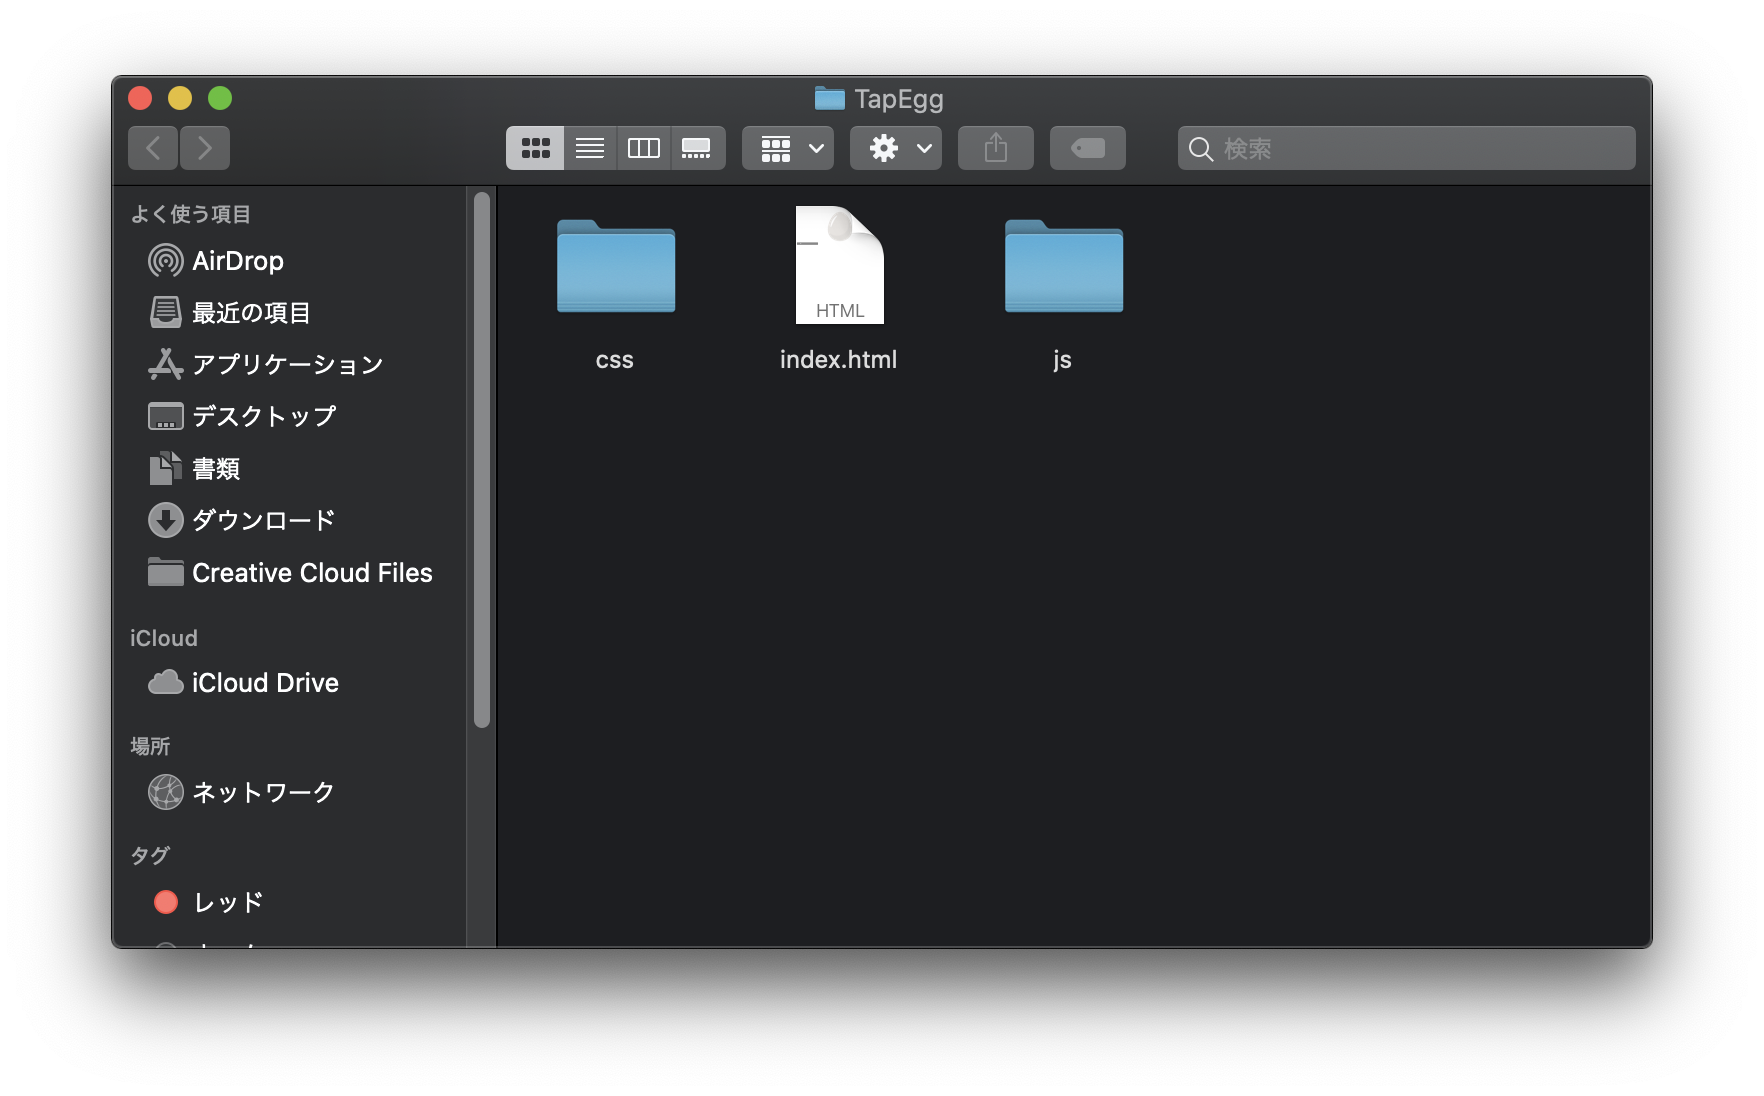 TapEgg
検索
よく使う項目
AirDrop
最近の項目
アプリケーション
デスクトップ
書類
ダウンロード
Creative Cloud Files
iCloud
iCloud Drive
場所
ネットワーク
タグ
レッド
HTML
css
index.html
js